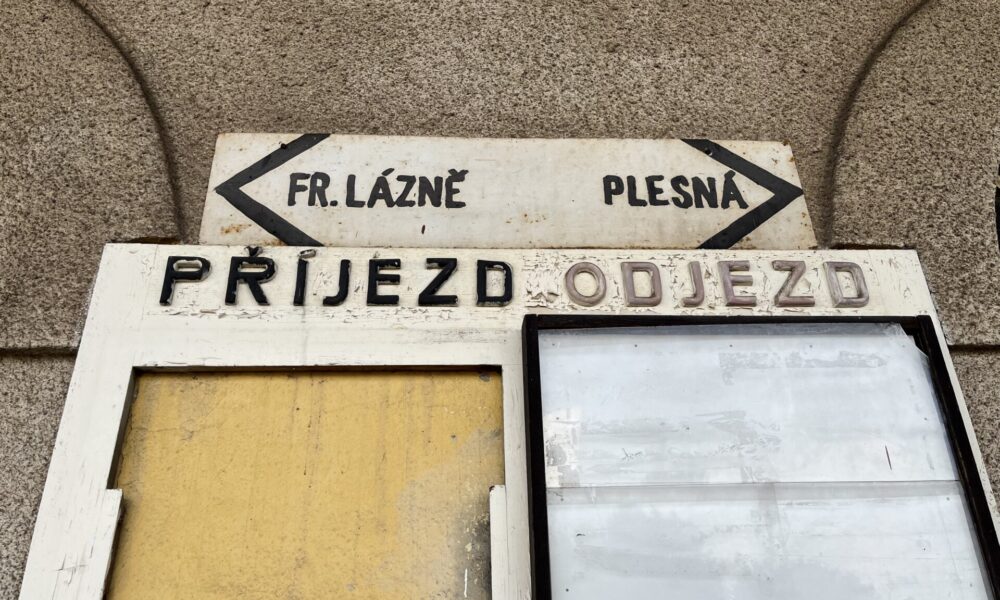 FR. LÁZNĚ PLESNÁ
PŘÍJEZD ODJEZD